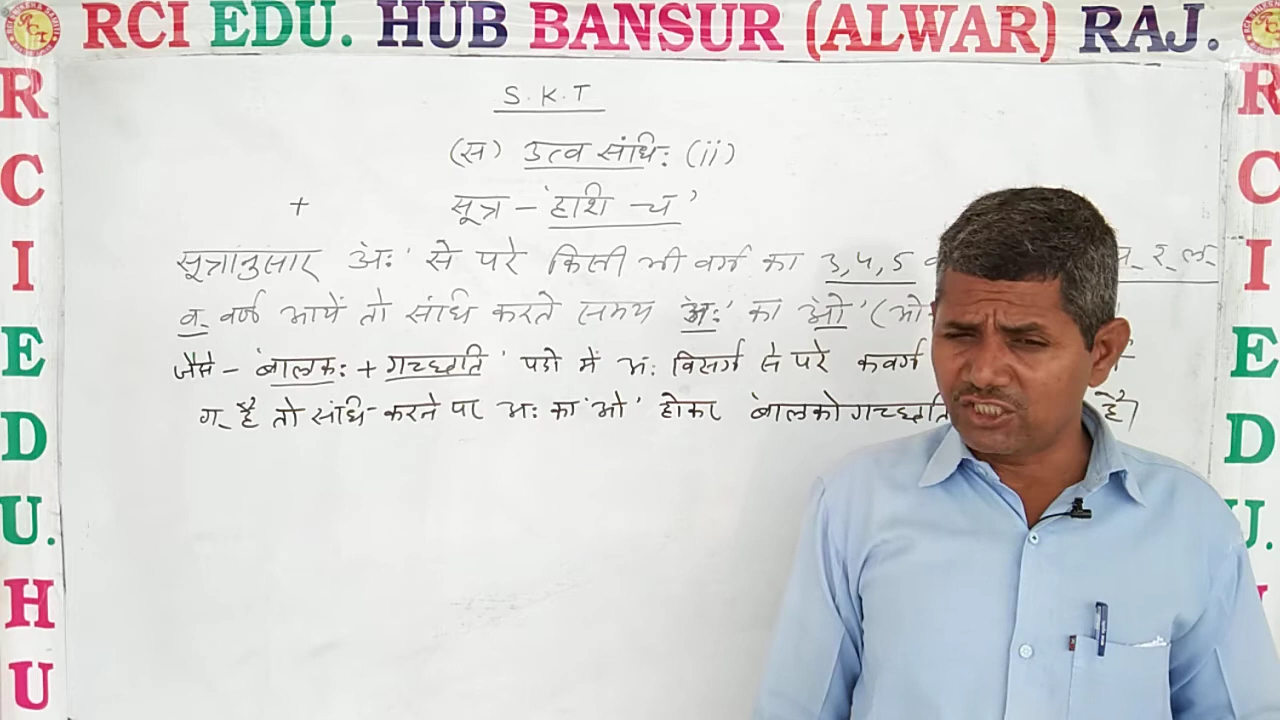 RCI EDU. HUB BANSUR (ALWAR) RAJ.
R
C
I
E
D
U.
H
U
S.K.T
(स) उत्व संधि: (ii)
+ सूत्र – 'हशि च'
सूत्रानुसार 'अः' से परे किसी भी वर्ग का 3,4,5 र् ल्
व् वर्ण आयें तो संधि करते समय 'अः' का 'ओ'
जैसे – बालकः + गच्छति पदो में अः विसर्ग से परे कवर्ग
ग् है तो संधि करने पर अः का 'ओ' होकर बालको गच्छति है।
R
C
I
E
D
U.